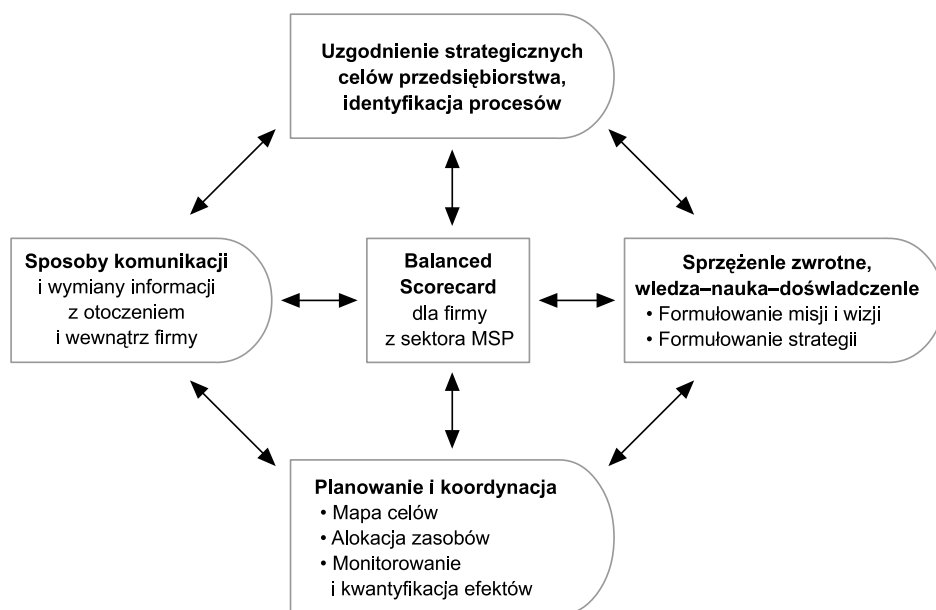 Uzgodnienie strategicznych
celów przedsiębiorstwa,
identyfikacja procesów
Sposoby komunikacji
i wymiany informacji
z otoczeniem
i wewnątrz firmy
Balanced
Scorecard
dla firmy
z sektora MSP
Sprzężenle zwrotne,
wledza–nauka–dośwladczenle
• Formułowanie misji i wizji
• Formułowanie strategii
Planowanie i koordynacja
• Mapa celów
• Alokacja zasobów
• Monitorowanie
i kwantyfikacja efektów